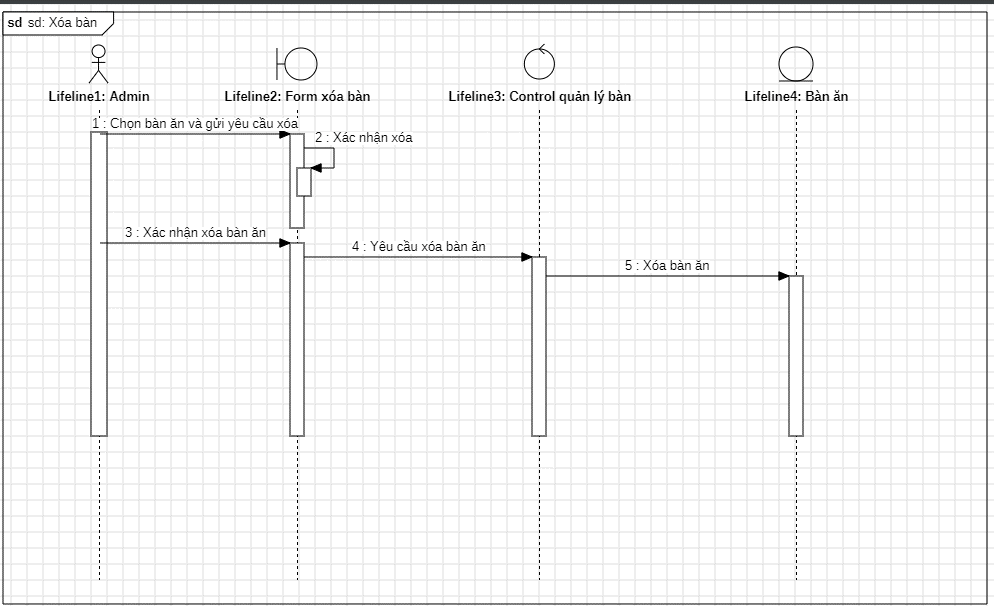 sd sd: Xóa bàn
Lifeline1: Admin
Lifeline2: Form xóa bàn
Lifeline3: Control quản lý bàn
Lifeline4: Bàn ăn
1 : Chọn bàn ăn và gửi yêu cầu xóa
2 : Xác nhận xóa
3 : Xác nhận xóa bàn ăn
4 : Yêu cầu xóa bàn ăn
5 : Xóa bàn ăn